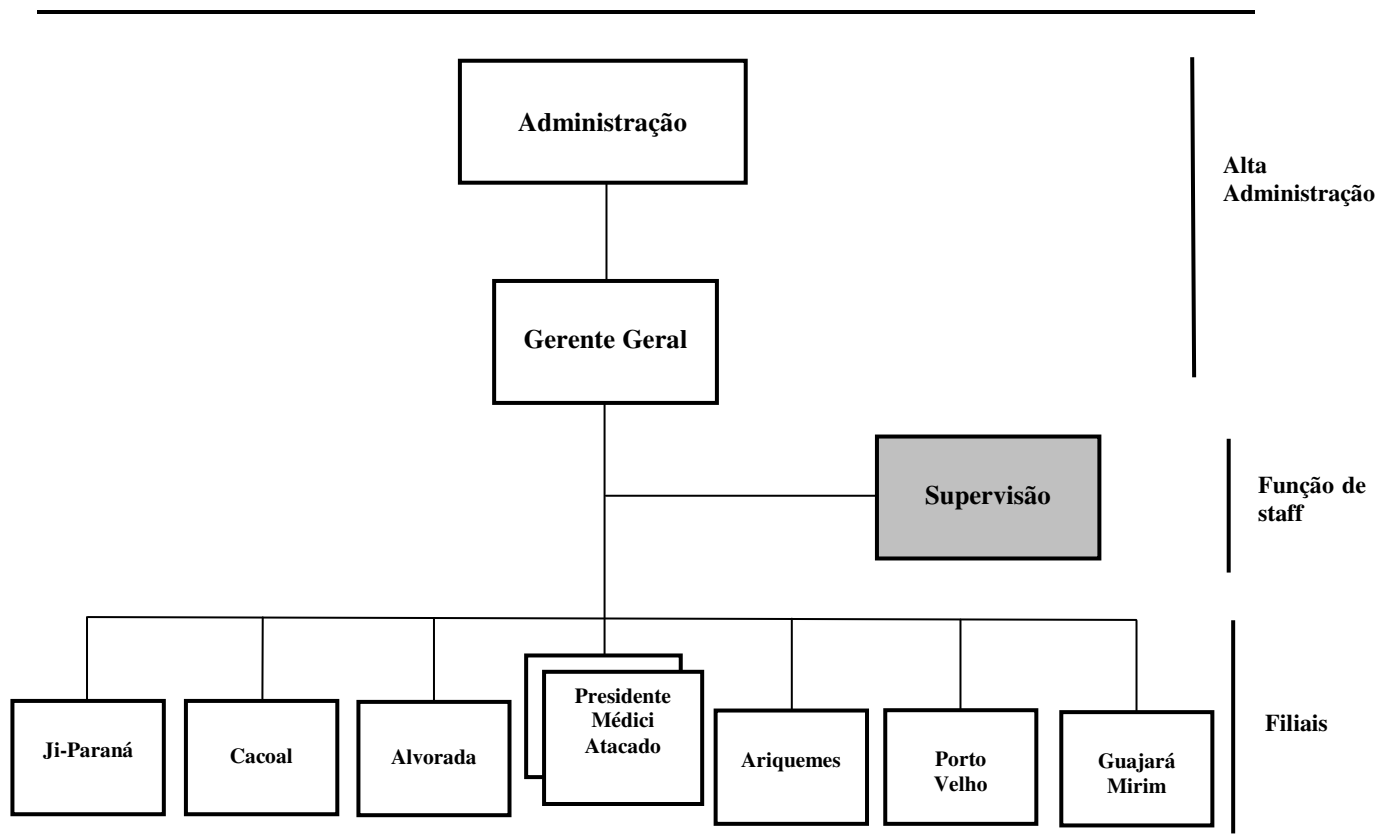 Administração
Alta
Administração
Gerente Geral
Supervisão
Função de
staff
Ji-Paraná
Cacoal
Alvorada
Presidente
Médici
Atacado
Ariquemes
Porto
Velho
Guajará
Mirim
Filiais